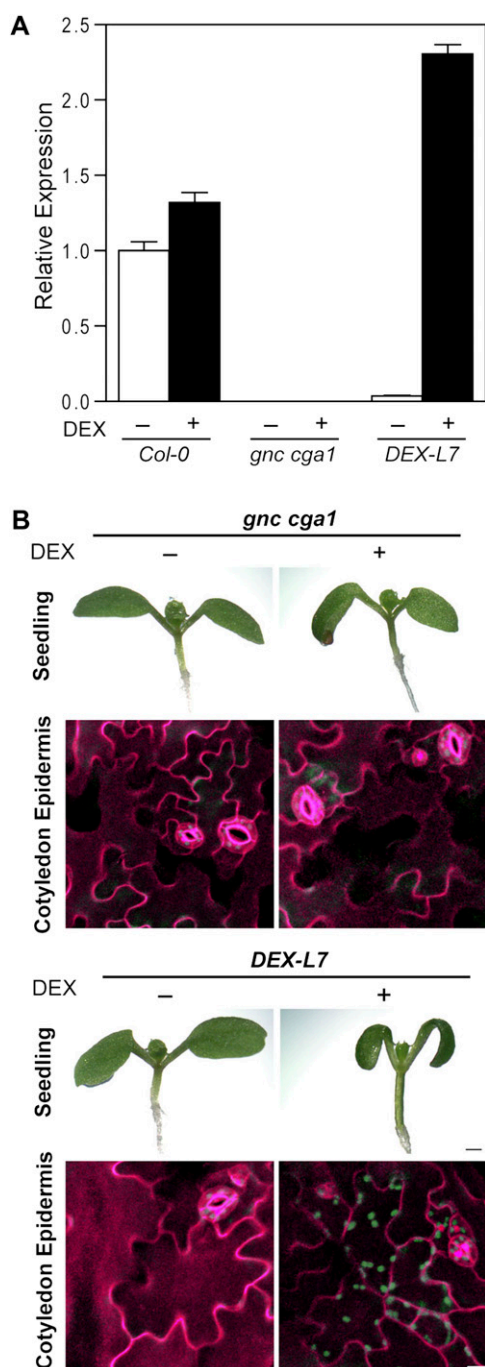 A
2.5
2.0
1.5
1.0
0.5
0.0
Relative Expression
DEX – + – + – +
Col-0 gnc cga1 DEX-L7
B
gnc cga1
DEX – +
Seedling
Cotyledon Epidermis
DEX-L7
DEX – +
Seedling
Cotyledon Epidermis